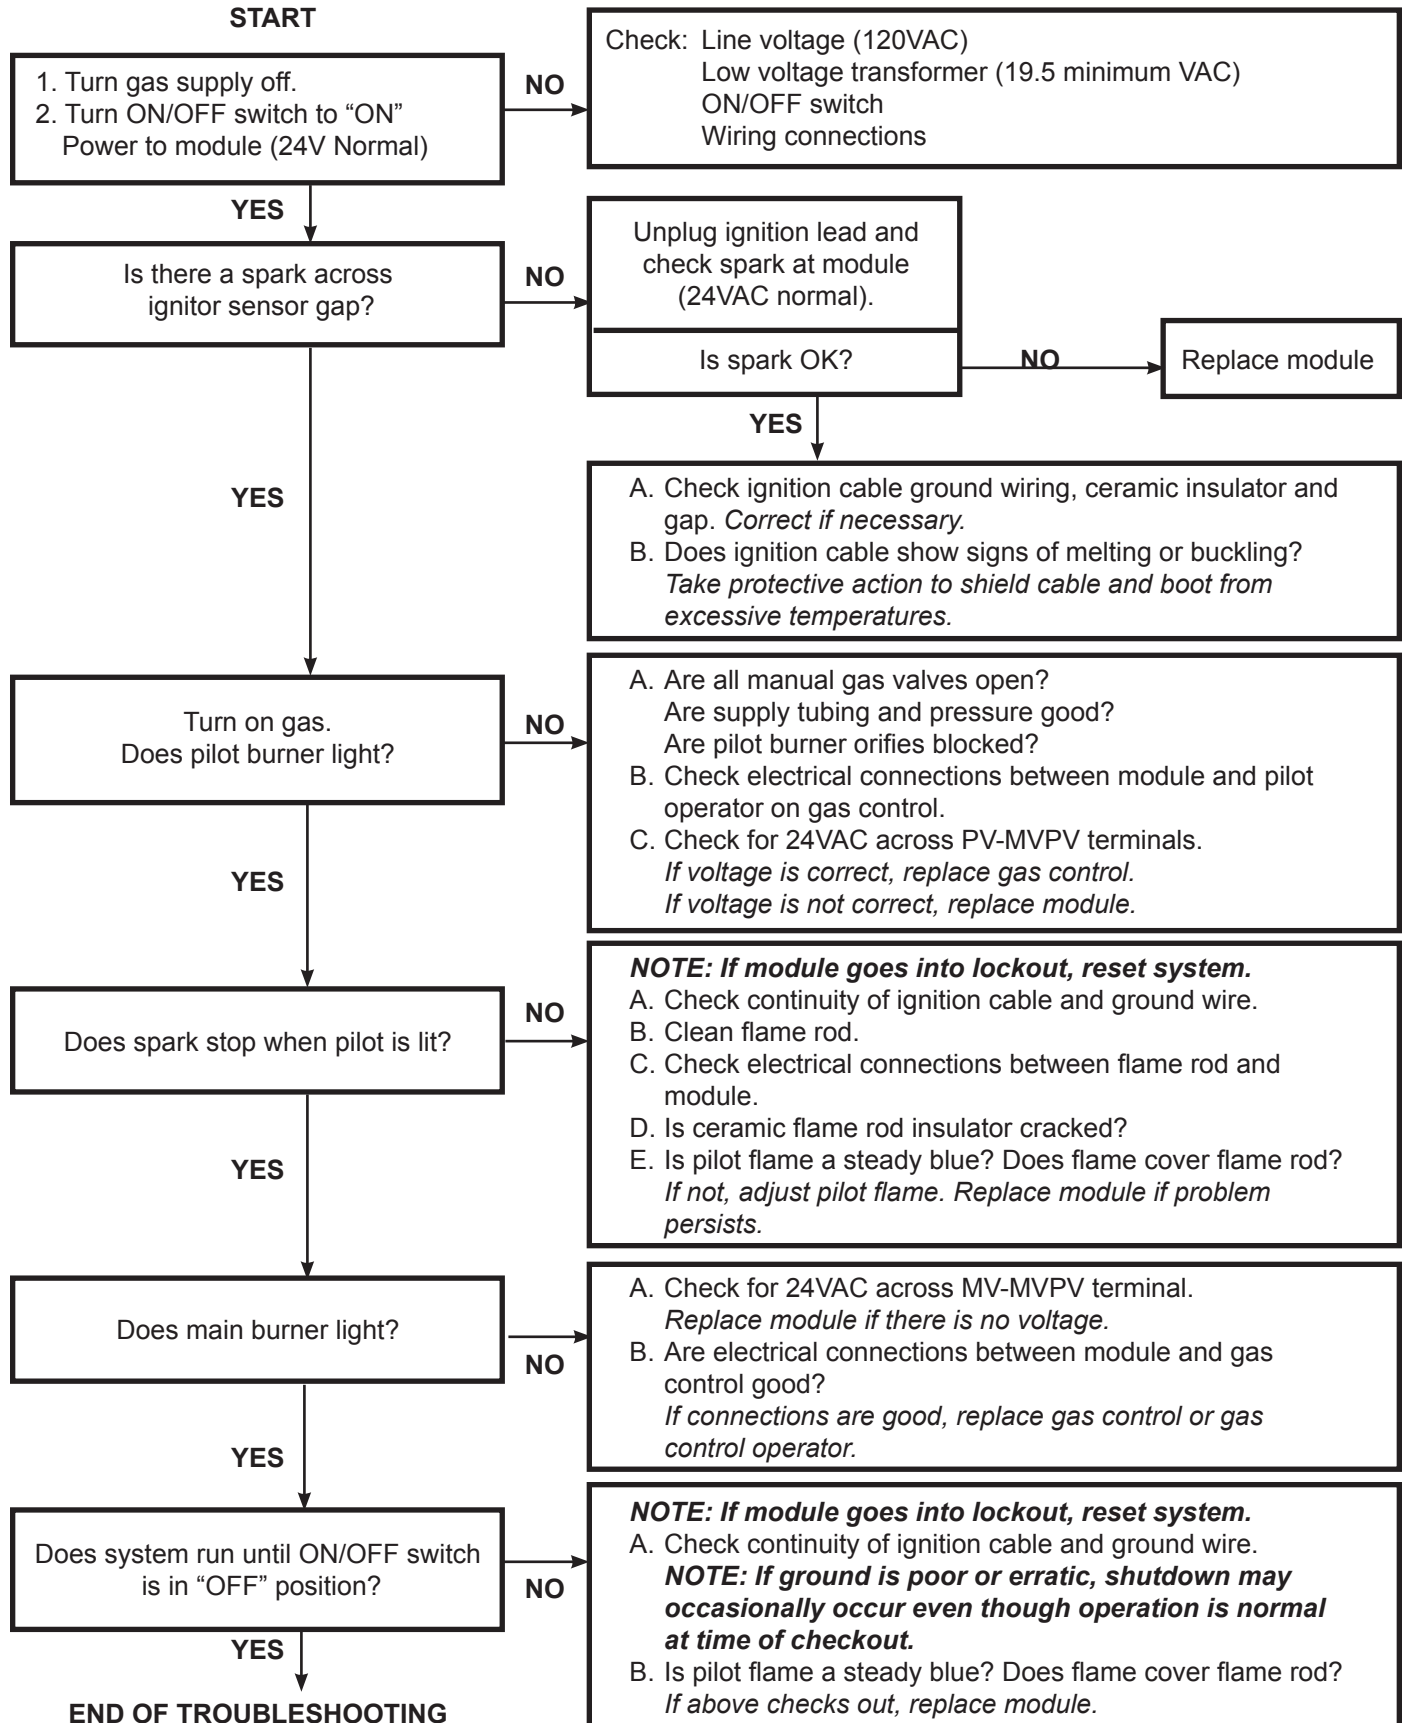 START
1. Turn gas supply off.
2. Turn ON/OFF switch to “ON”
Power to module (24V Normal)
NO
Check: Line voltage (120VAC)
Low voltage transformer (19.5 minimum VAC)
ON/OFF switch
Wiring connections
YES
Is there a spark across
ignitor sensor gap?
NO
Unplug ignition lead and
check spark at module
(24VAC normal).
Is spark OK?
NO
Replace module
YES
A. Check ignition cable ground wiring, ceramic insulator and
gap. Correct if necessary.
B. Does ignition cable show signs of melting or buckling?
Take protective action to shield cable and boot from
excessive temperatures.
YES
Turn on gas.
Does pilot burner light?
NO
A. Are all manual gas valves open?
Are supply tubing and pressure good?
Are pilot burner orifies blocked?
B. Check electrical connections between module and pilot
operator on gas control.
C. Check for 24VAC across PV-MVPV terminals.
If voltage is correct, replace gas control.
If voltage is not correct, replace module.
YES
Does spark stop when pilot is lit?
NO
NOTE: If module goes into lockout, reset system.
A. Check continuity of ignition cable and ground wire.
B. Clean flame rod.
C. Check electrical connections between flame rod and
module.
D. Is ceramic flame rod insulator cracked?
E. Is pilot flame a steady blue? Does flame cover flame rod?
If not, adjust pilot flame. Replace module if problem
persists.
YES
Does main burner light?
NO
A. Check for 24VAC across MV-MVPV terminal.
Replace module if there is no voltage.
B. Are electrical connections between module and gas
control good?
If connections are good, replace gas control or gas
control operator.
YES
Does system run until ON/OFF switch
is in “OFF” position?
NO
NOTE: If module goes into lockout, reset system.
A. Check continuity of ignition cable and ground wire.
NOTE: If ground is poor or erratic, shutdown may
occasionally occur even though operation is normal
at time of checkout.
B. Is pilot flame a steady blue? Does flame cover flame rod?
If above checks out, replace module.
YES
END OF TROUBLESHOOTING